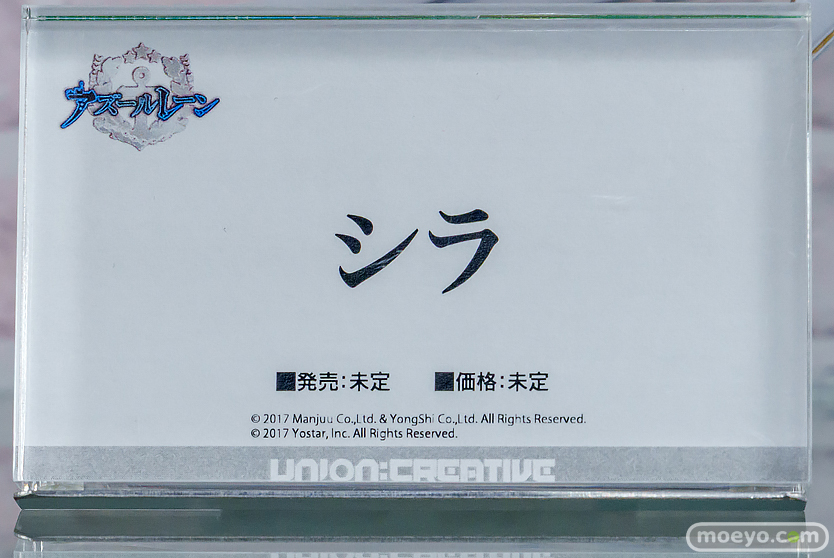 アズールレーン
シラ
■発売：未定 ■価格：未定
© 2017 Manjuu Co.,Ltd. & YongShi Co.,Ltd. All Rights Reserved.
© 2017 Yostar, Inc. All Rights Reserved.
UNION:CREATIVE
moeyo.com